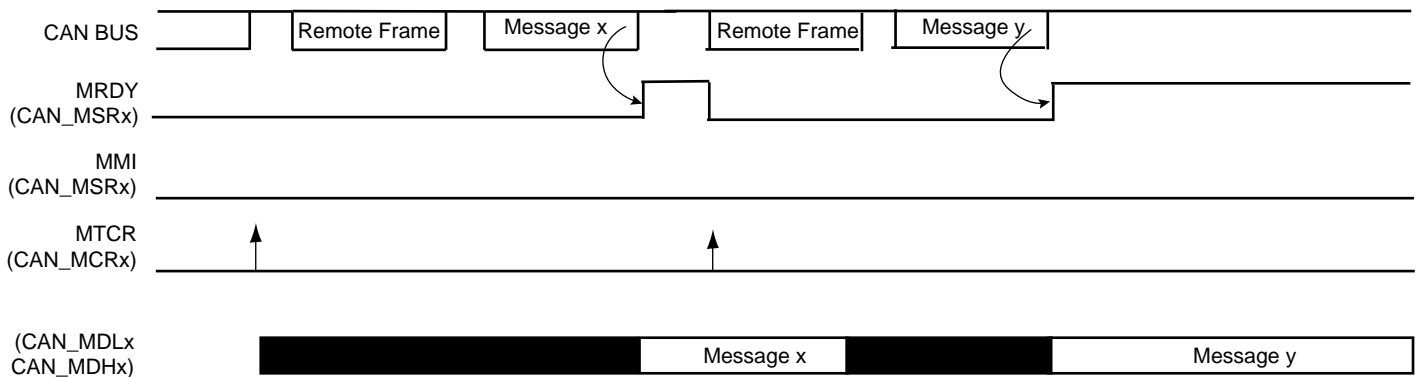 CAN BUS
Remote Frame
Message x
Remote Frame
Message y
MRDY
(CAN_MSRx)
MMI
(CAN_MSRx)
MTCR
(CAN_MCRx)
(CAN_MDLx
CAN_MDHx)
Message x
Message y